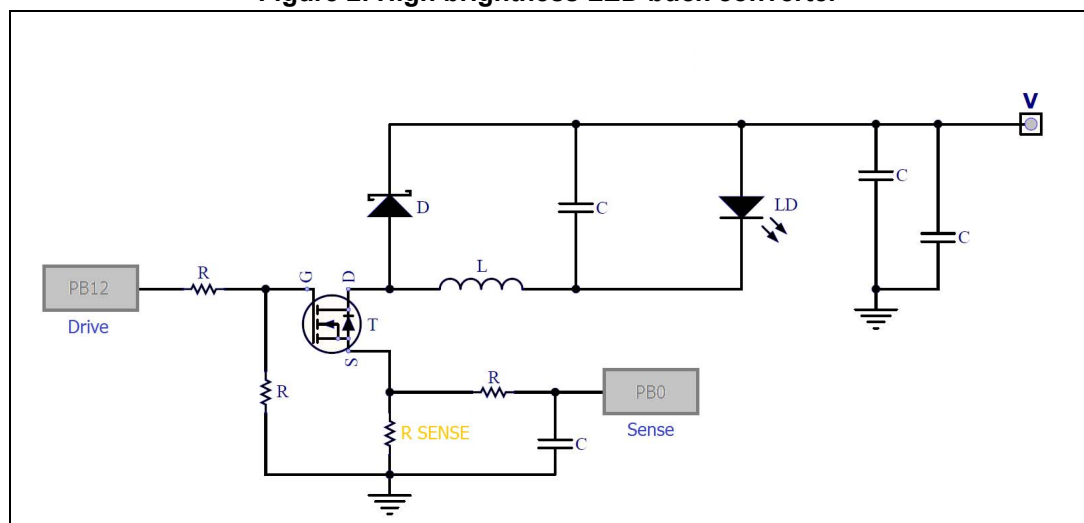 Figure 2. High brightness LED buck converter
V
D
C
LD
C
C
R
G
D
L
PB12
T
Drive
S
R
R
PB0
R SENSE
C
Sense